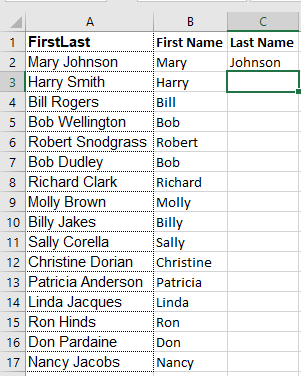 A B C
1 FirstLast First Name Last Name
2 Mary Johnson Mary Johnson
3 Harry Smith Harry
4 Bill Rogers Bill
5 Bob Wellington Bob
6 Robert Snodgrass Robert
7 Bob Dudley Bob
8 Richard Clark Richard
9 Molly Brown Molly
10 Billy Jakes Billy
11 Sally Corella Sally
12 Christine Dorian Christine
13 Patricia Anderson Patricia
14 Linda Jacques Linda
15 Ron Hinds Ron
16 Don Pardaine Don
17 Nancy Jacobs Nancy